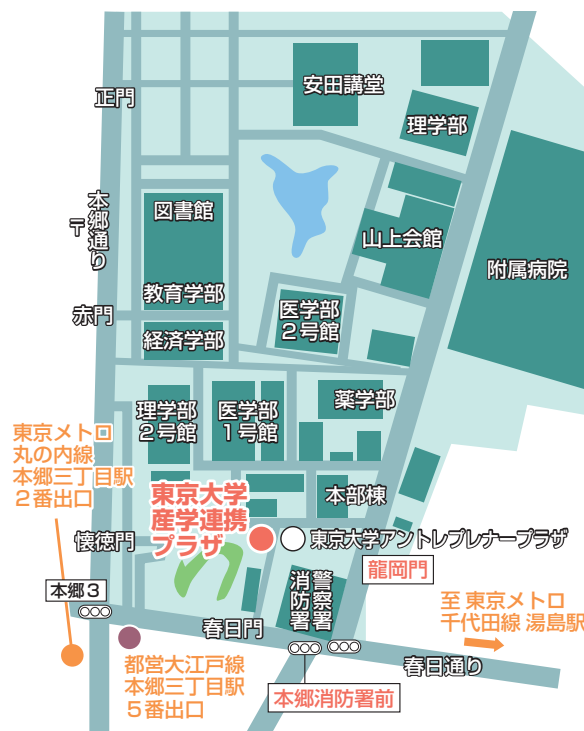 安田講堂
理学部
正門
図書館
本郷通り
〒
山上会館
附属病院
教育学部
医学部
2号館
赤門
経済学部
薬学部
理学部
2号館
医学部
1号館
東京メトロ
丸の内線
本郷三丁目駅
2番出口
東京大学
産学連携
プラザ
本部棟
懐徳門
東京大学アントレプレナープラザ
龍岡門
本郷3
警察署
消防署
春日門
至 東京メトロ
千代田線 湯島駅
都営大江戸線
本郷三丁目駅
5番出口
春日通り
本郷消防署前